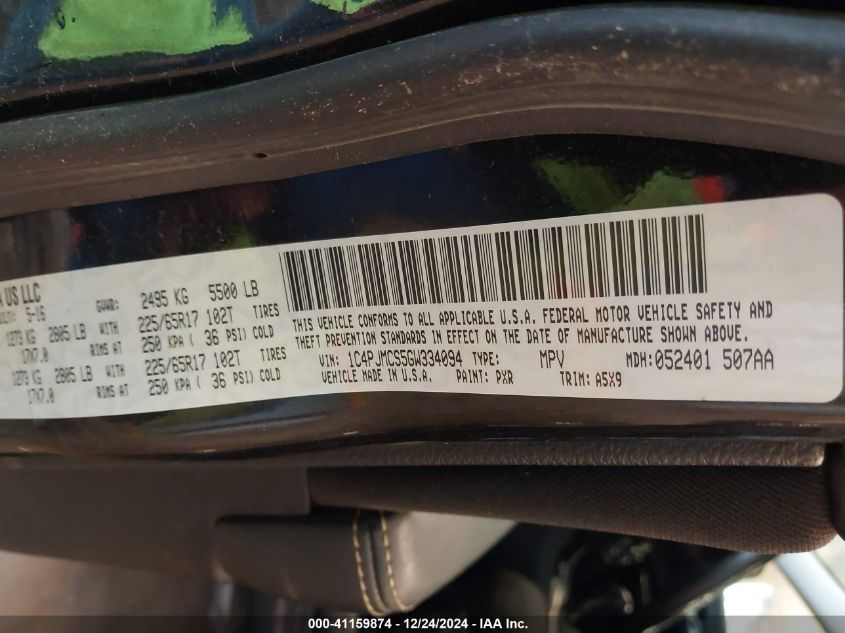 A US LLC
5-16
GVWR: 2495 KG 5500 LB
1273 KG 2805 LB WITH 225/65R17 102T TIRES
17X7.0 RIMS AT 250 KPA ( 36 PSI) COLD
1273 KG 2805 LB WITH 225/65R17 102T TIRES
17X7.0 RIMS AT 250 KPA ( 36 PSI) COLD
THIS VEHICLE CONFORMS TO ALL APPLICABLE U.S.A. FEDERAL MOTOR VEHICLE SAFETY AND
THEFT PREVENTION STANDARDS IN EFFECT ON THE DATE OF MANUFACTURE SHOWN ABOVE.
VIN: 1C4PJMCS5GW334094 TYPE: MPV MDH: 052401 507AA
VEHICLE MADE IN U.S.A. PAINT: PXR TRIM: A5X9
000-41159874 - 12/24/2024 - IAA Inc.